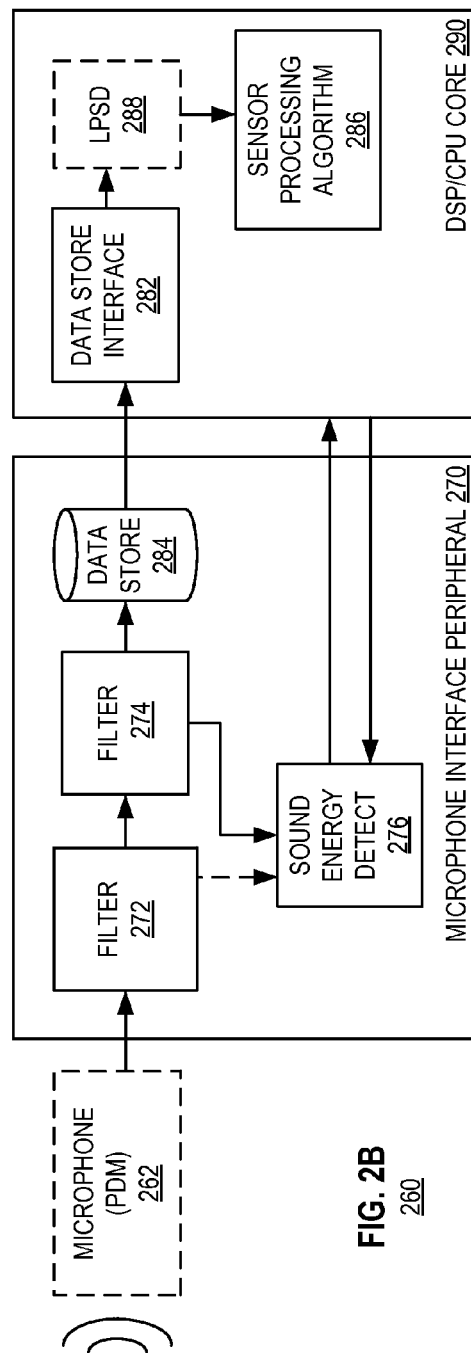 MICROPHONE
(PDM)
262
FILTER
272
FILTER
274
DATA
STORE
284
SOUND
ENERGY
DETECT
276
MICROPHONE INTERFACE PERIPHERAL 270
DATA STORE
INTERFACE
282
LPSD
288
SENSOR
PROCESSING
ALGORITHM
286
DSP/CPU CORE 290
FIG. 2B
260